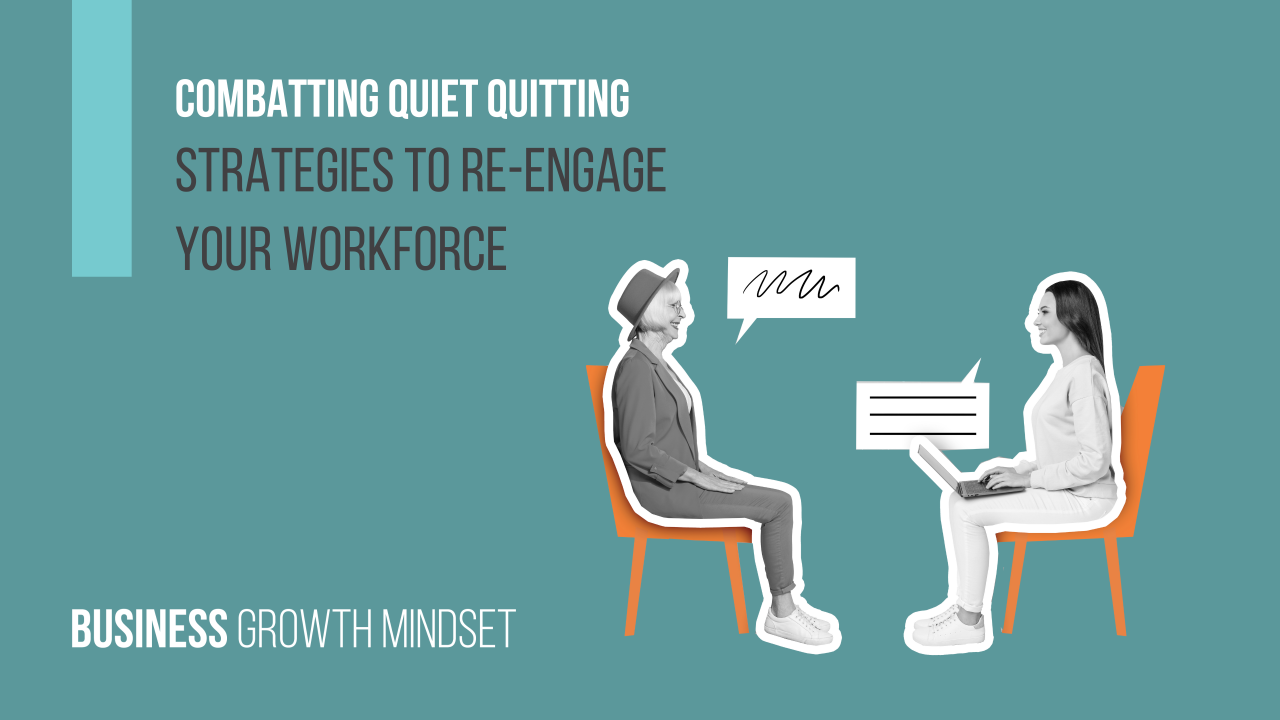 COMBATTING QUIET QUITTING
STRATEGIES TO RE-ENGAGE
YOUR WORKFORCE
BUSINESS GROWTH MINDSET